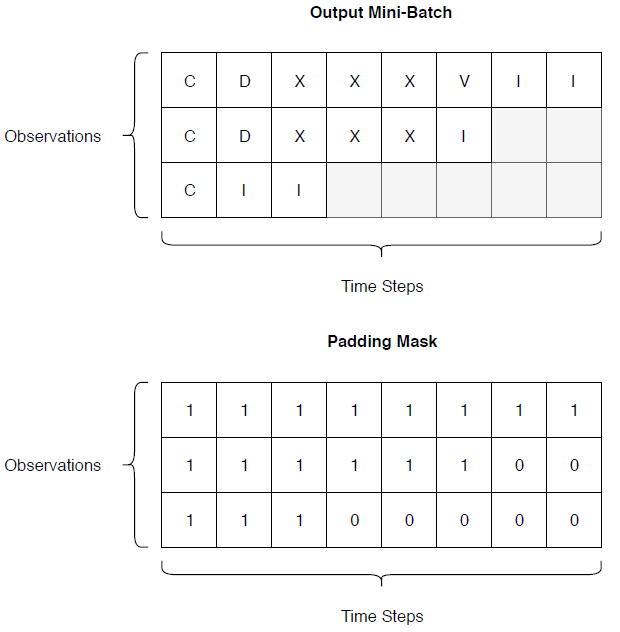 Output Mini-Batch
C D X X X V I I
Observations
C D X X X I
C I I
Time Steps
Padding Mask
1 1 1 1 1 1 1 1
Observations
1 1 1 1 1 1 0 0
1 1 1 0 0 0 0 0
Time Steps